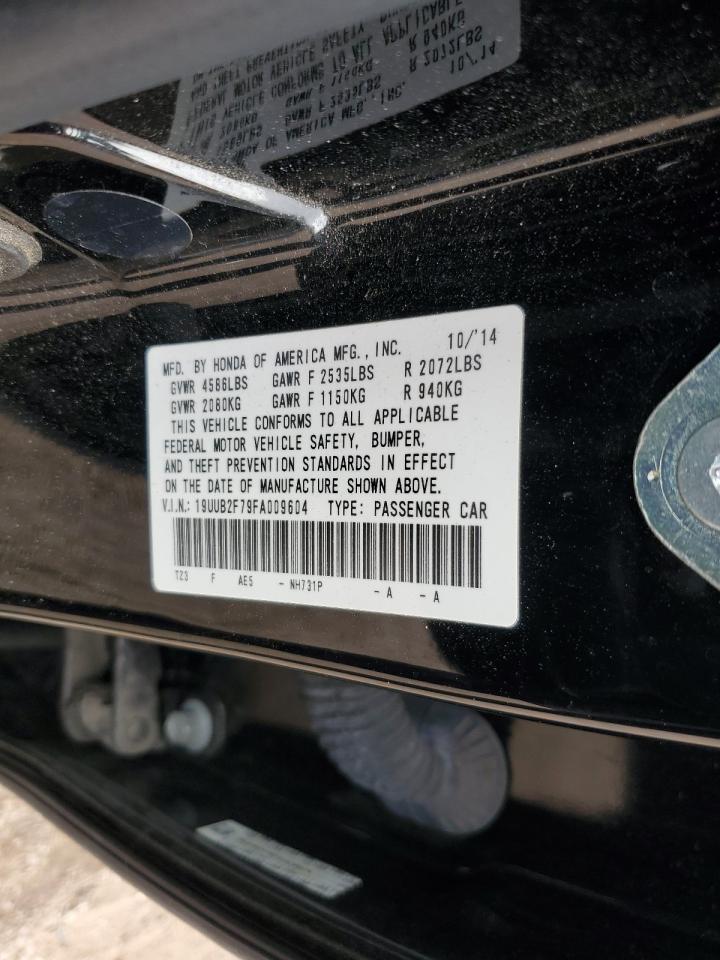 MFD. BY HONDA OF AMERICA MFG., INC. 10/'14
GVWR 4586LBS GAWR F 2535LBS R 2072LBS
GVWR 2080KG GAWR F 1150KG R 940KG
THIS VEHICLE CONFORMS TO ALL APPLICABLE
FEDERAL MOTOR VEHICLE SAFETY, BUMPER,
AND THEFT PREVENTION STANDARDS IN EFFECT
ON THE DATE OF MANUFACTURE SHOWN ABOVE.
V.I.N.: 19UUB2F79FA009604 TYPE: PASSENGER CAR
T23 F AE5 - NH731P - A - A